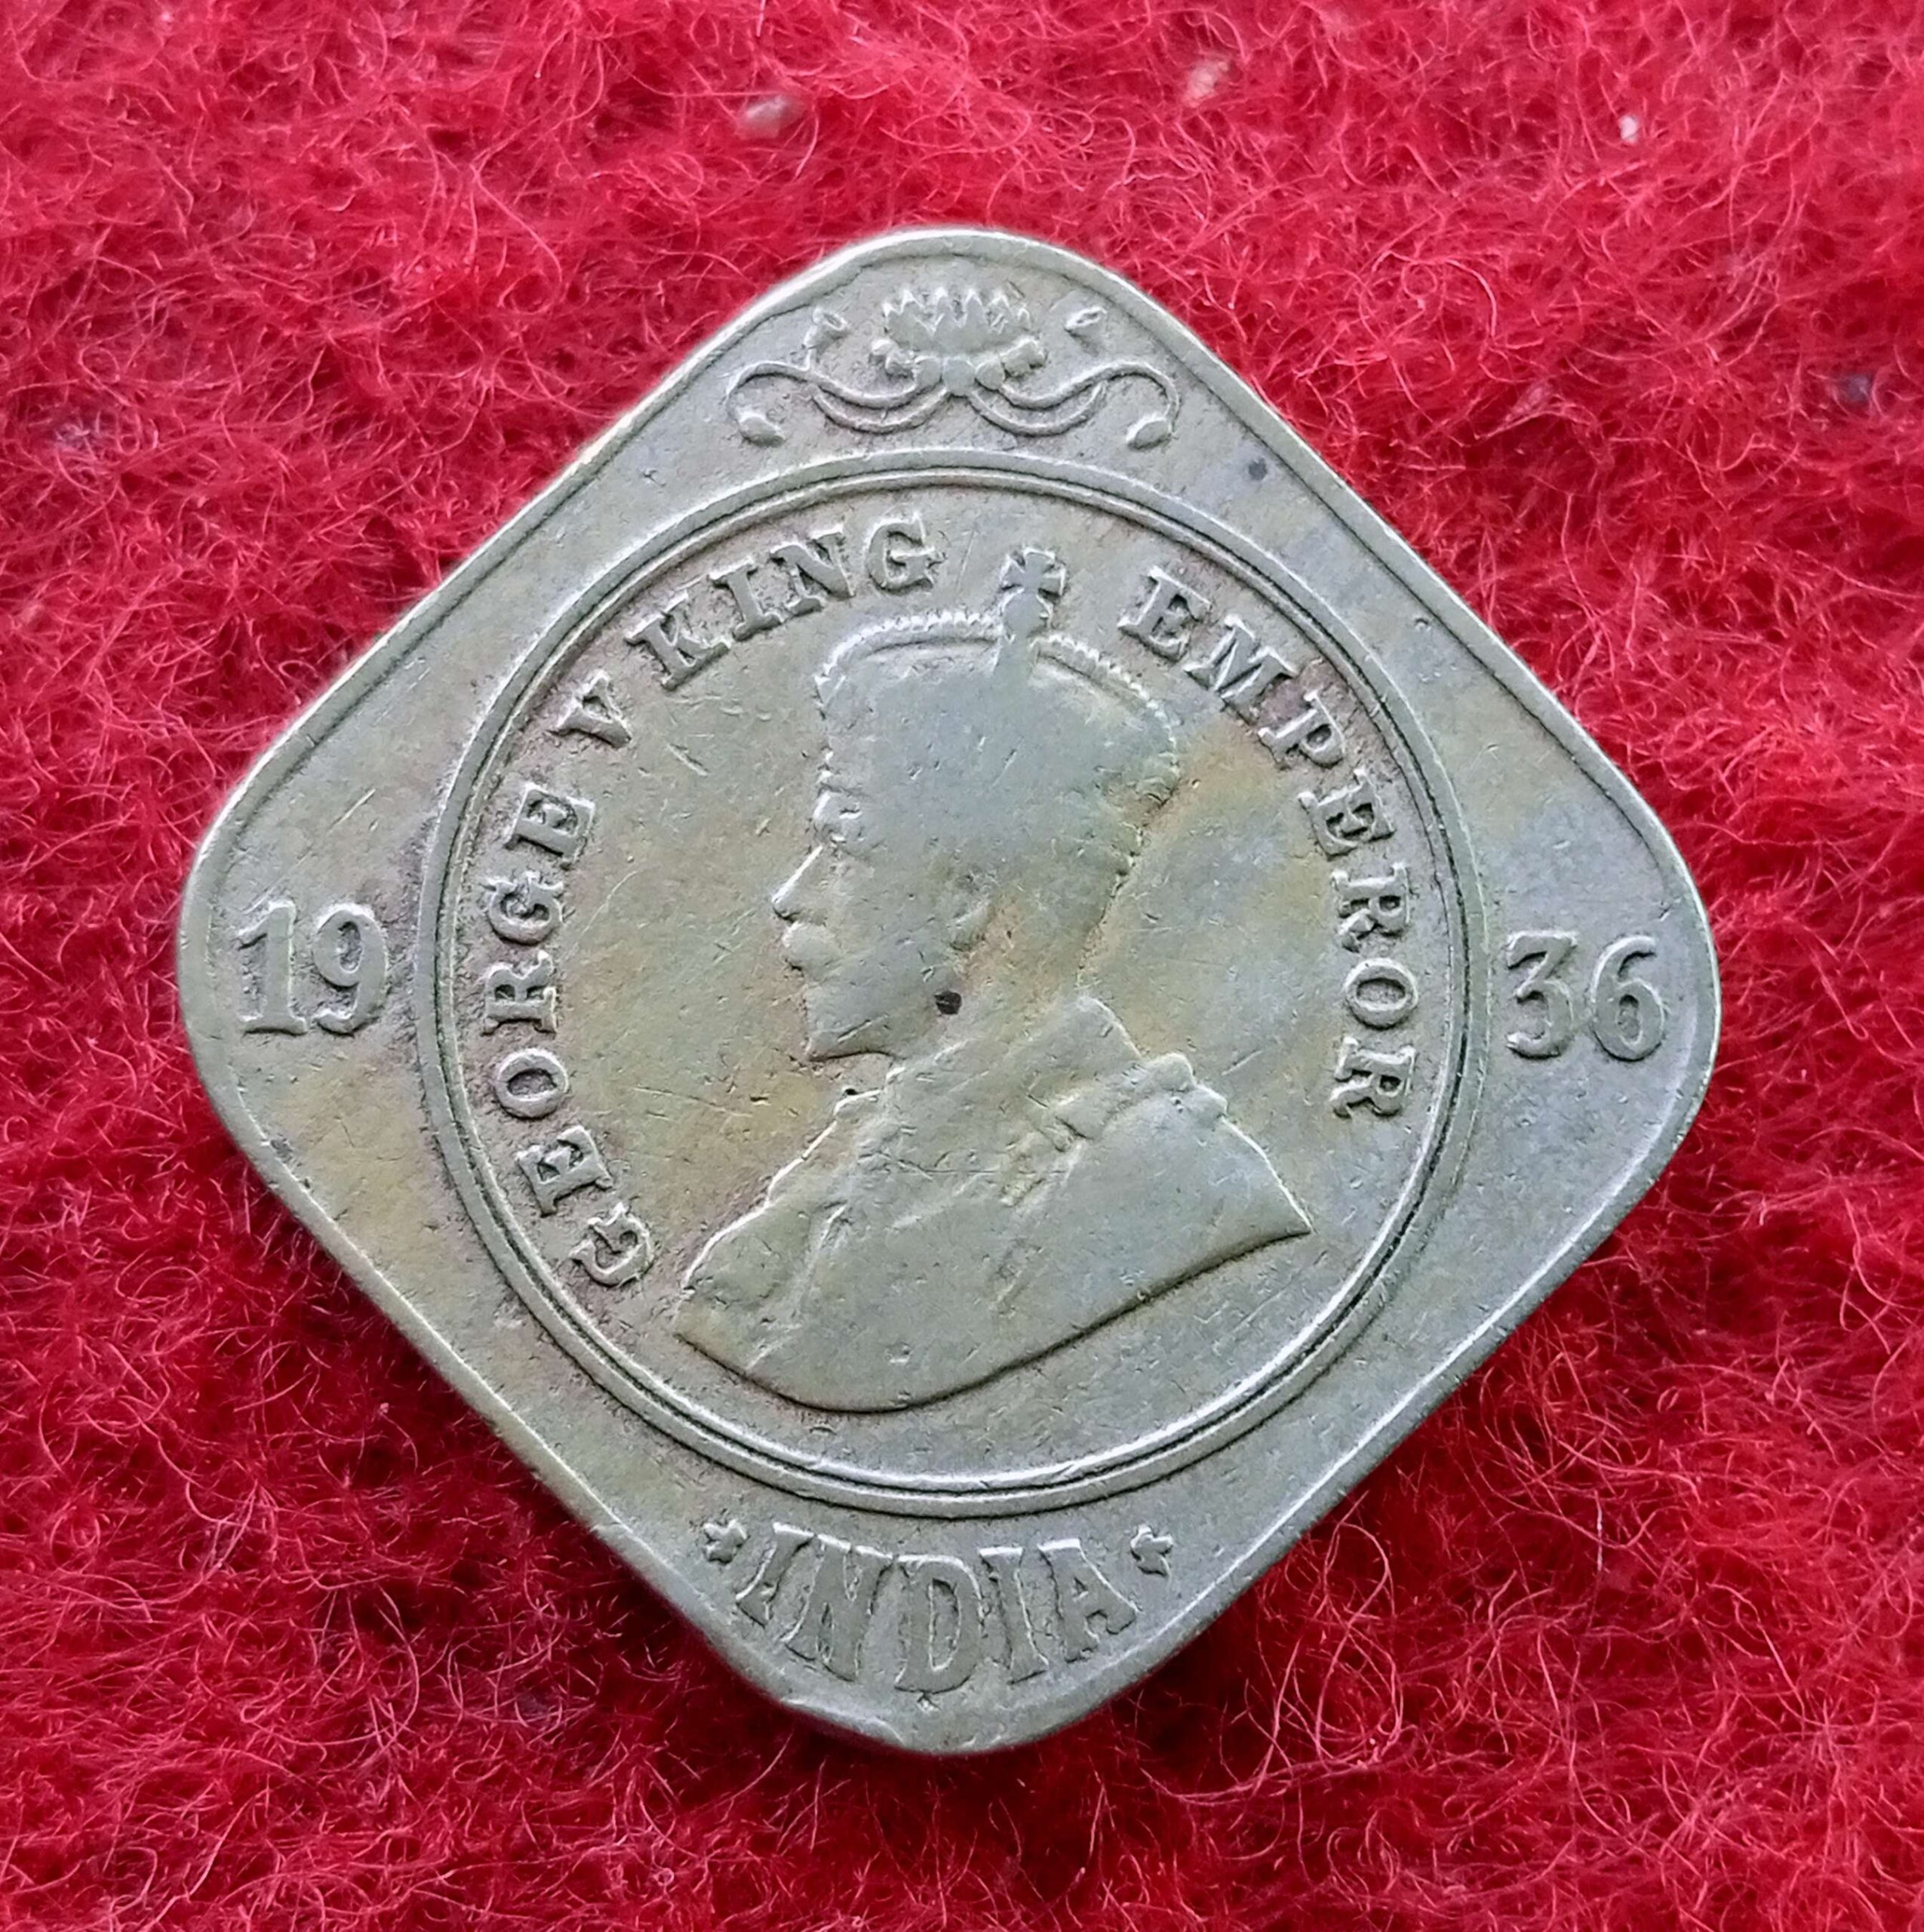 GEORGE V KING EMPEROR
19 36
INDIA